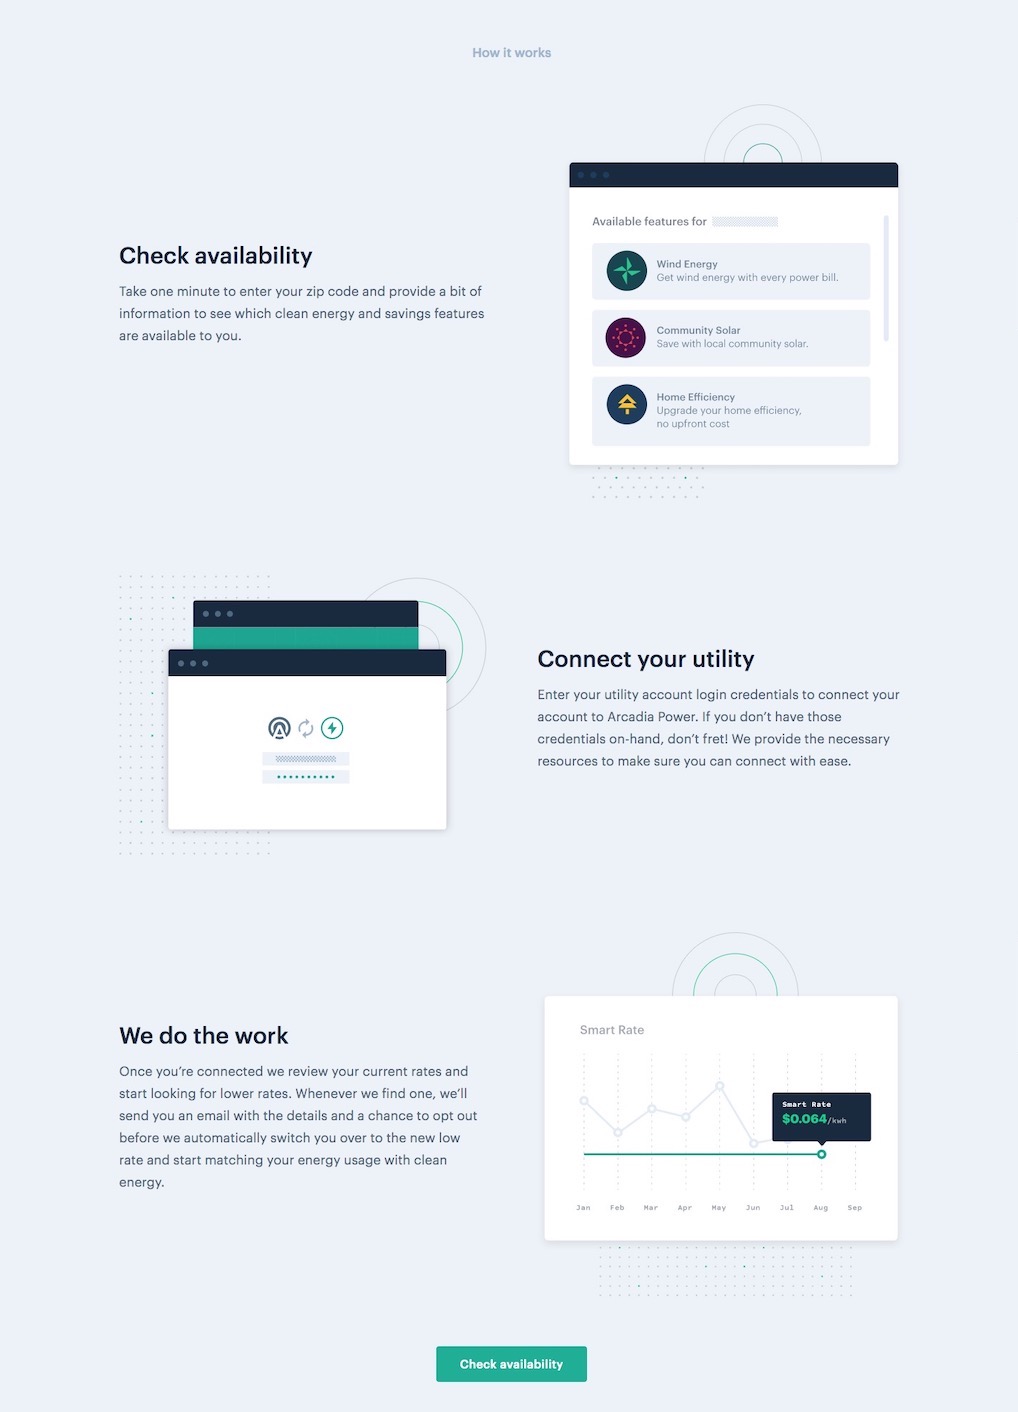 How it works
Check availability
Take one minute to enter your zip code and provide a bit of
information to see which clean energy and savings features
are available to you.
Available features for
Wind Energy
Get wind energy with every power bill.
Community Solar
Save with local community solar.
Home Efficiency
Upgrade your home efficiency,
no upfront cost
Connect your utility
Enter your utility account login credentials to connect your
account to Arcadia Power. If you don’t have those
credentials on-hand, don’t fret! We provide the necessary
resources to make sure you can connect with ease.
We do the work
Once you’re connected we review your current rates and
start looking for lower rates. Whenever we find one, we’ll
send you an email with the details and a chance to opt out
before we automatically switch you over to the new low
rate and start matching your energy usage with clean
energy.
Smart Rate
Smart Rate
$0.064/kwh
Jan Feb Mar Apr May Jun Jul Aug Sep
Check availability